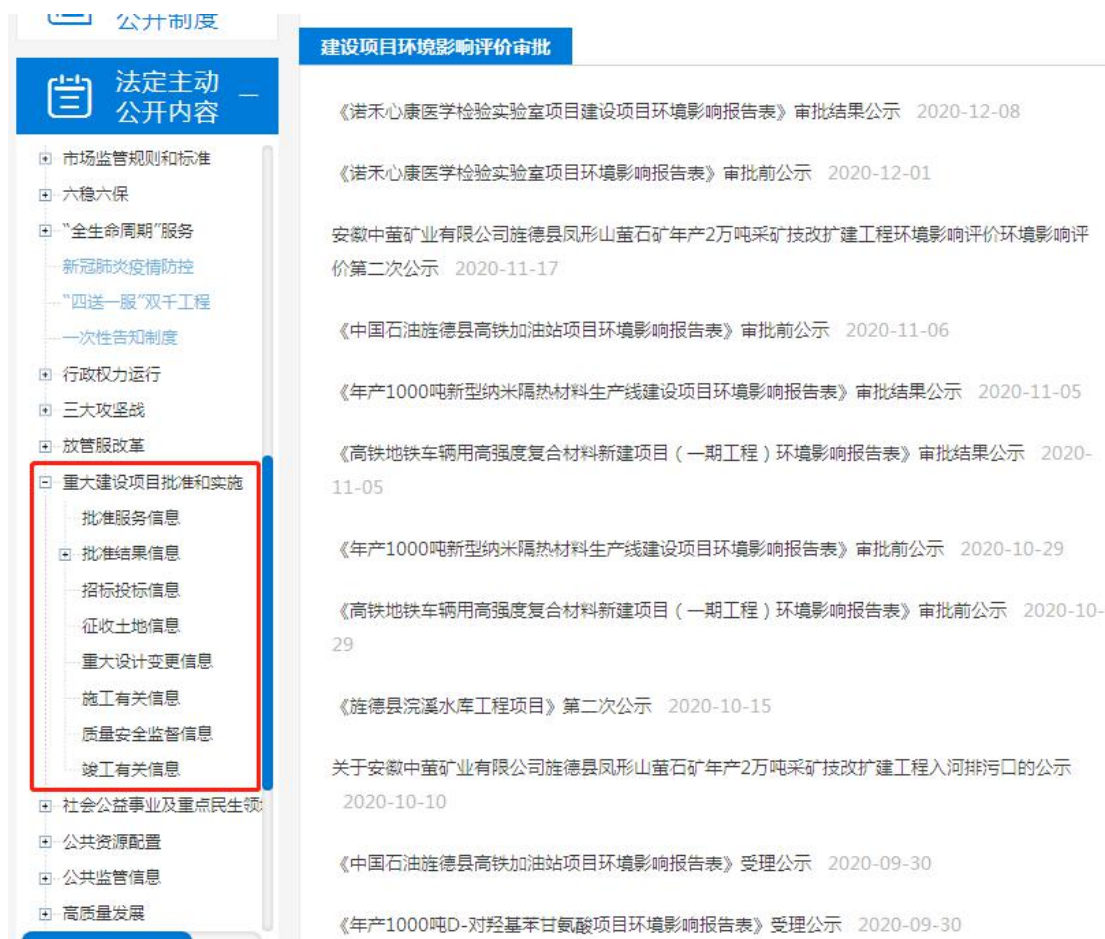 公开制度
法定主动
公开内容
市场监管规则和标准
六稳六保
“全生命周期”服务
新冠肺炎疫情防控
“四送一服”双千工程
一次性告知制度
行政权力运行
三大攻坚战
放管服改革
重大建设项目批准和实施
批准服务信息
批准结果信息
招标投标信息
征收土地信息
重大设计变更信息
施工有关信息
质量安全监督信息
竣工有关信息
社会公益事业及重点民生领
公共资源配置
公共监管信息
高质量发展
建设项目环境影响评价审批
《诺禾心康医学检验实验室项目建设项目环境影响报告表》审批结果公示 2020-12-08
《诺禾心康医学检验实验室项目环境影响报告表》审批前公示 2020-12-01
安徽中萤矿业有限公司旌德县凤形山萤石矿年产2万吨采矿技改扩建工程环境影响评价环境影响评
价第二次公示 2020-11-17
《中国石油旌德县高铁加油站项目环境影响报告表》审批前公示 2020-11-06
《年产1000吨新型纳米隔热材料生产线建设项目环境影响报告表》审批结果公示 2020-11-05
《高铁地铁车辆用高强度复合材料新建项目（一期工程）环境影响报告表》审批结果公示 2020-
11-05
《年产1000吨新型纳米隔热材料生产线建设项目环境影响报告表》审批前公示 2020-10-29
《高铁地铁车辆用高强度复合材料新建项目（一期工程）环境影响报告表》审批前公示 2020-10-
29
《旌德县浣溪水库工程项目》第二次公示 2020-10-15
关于安徽中萤矿业有限公司旌德县凤形山萤石矿年产2万吨采矿技改扩建工程入河排污口的公示
2020-10-10
《中国石油旌德县高铁加油站项目环境影响报告表》受理公示 2020-09-30
《年产1000吨D-对羟基苯甘氨酸项目环境影响报告表》受理公示 2020-09-30